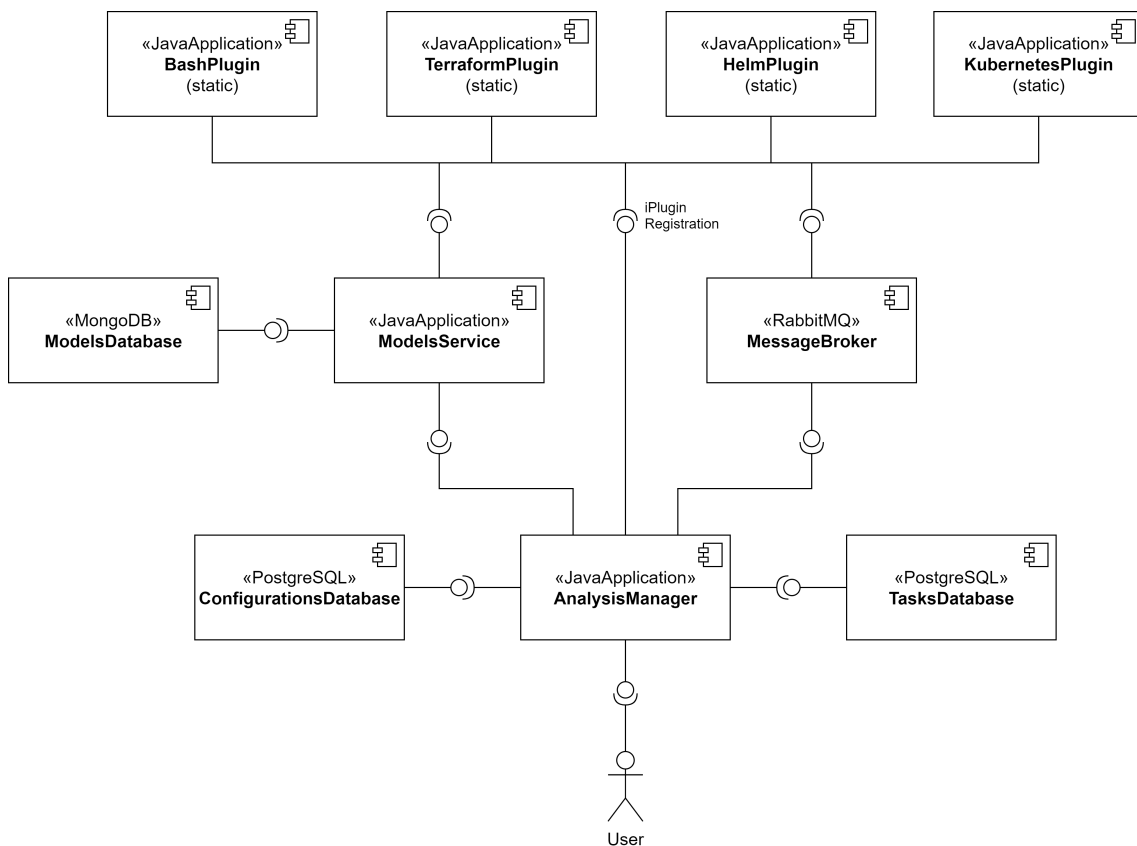 «JavaApplication»
BashPlugin
(static)
«JavaApplication»
TerraformPlugin
(static)
«JavaApplication»
HelmPlugin
(static)
«JavaApplication»
KubernetesPlugin
(static)
iPlugin
Registration
«MongoDB»
ModelsDatabase
«JavaApplication»
ModelsService
«RabbitMQ»
MessageBroker
«PostgreSQL»
ConfigurationsDatabase
«JavaApplication»
AnalysisManager
«PostgreSQL»
TasksDatabase
User